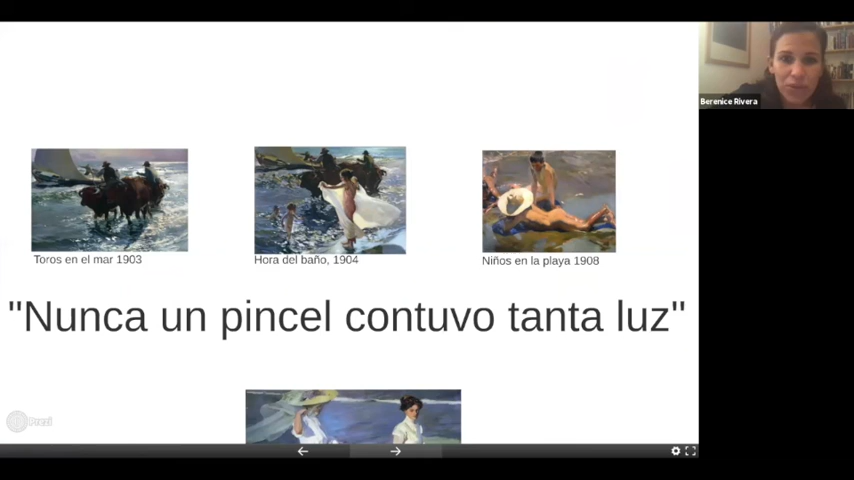 Berenice Rivera
Toros en el mar 1903
Hora del baño, 1904
Niños en la playa 1908
"Nunca un pincel contuvo tanta luz"
Prezi